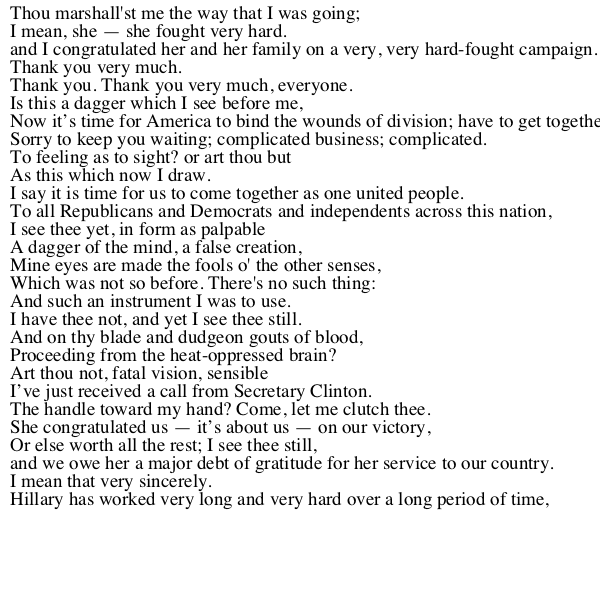 Thou marshall'st me the way that I was going;
I mean, she — she fought very hard.
and I congratulated her and her family on a very, very hard-fought campaign.
Thank you very much.
Thank you. Thank you very much, everyone.
Is this a dagger which I see before me,
Now it’s time for America to bind the wounds of division; have to get togethe
Sorry to keep you waiting; complicated business; complicated.
To feeling as to sight? or art thou but
As this which now I draw.
I say it is time for us to come together as one united people.
To all Republicans and Democrats and independents across this nation,
I see thee yet, in form as palpable
A dagger of the mind, a false creation,
Mine eyes are made the fools o' the other senses,
Which was not so before. There's no such thing:
And such an instrument I was to use.
I have thee not, and yet I see thee still.
And on thy blade and dudgeon gouts of blood,
Proceeding from the heat-oppressed brain?
Art thou not, fatal vision, sensible
I’ve just received a call from Secretary Clinton.
The handle toward my hand? Come, let me clutch thee.
She congratulated us — it’s about us — on our victory,
Or else worth all the rest; I see thee still,
and we owe her a major debt of gratitude for her service to our country.
I mean that very sincerely.
Hillary has worked very long and very hard over a long period of time,